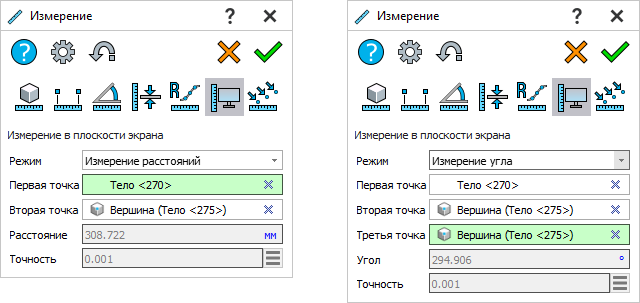 Измерение
Измерение в плоскости экрана
Режим Измерение расстояний
Первая точка Тело <270>
Вторая точка Вершина (Тело <275>)
Расстояние 308.722 мм
Точность 0.001
Измерение
Измерение в плоскости экрана
Режим Измерение угла
Первая точка Тело <270>
Вторая точка Вершина (Тело <275>)
Третья точка Вершина (Тело <275>)
Угол 294.906 °
Точность 0.001